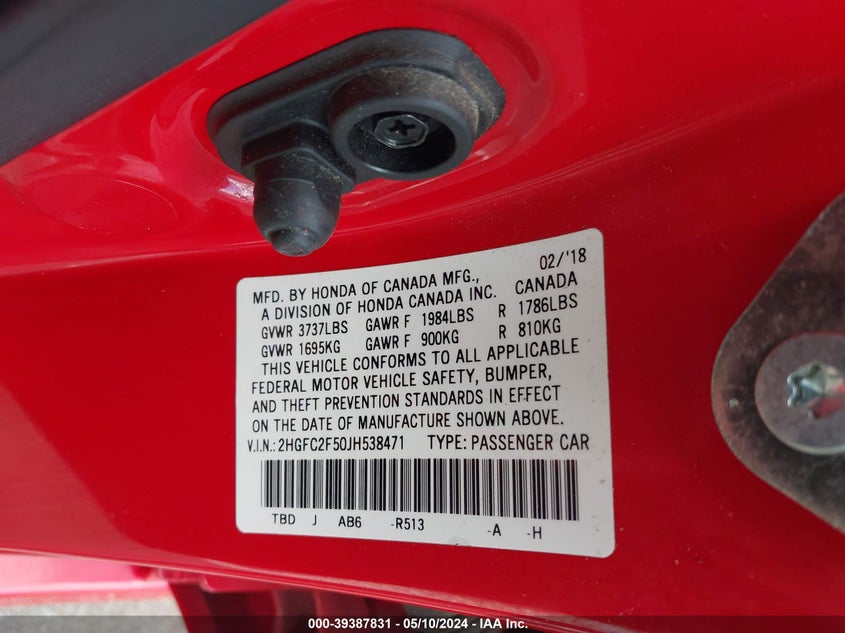 MFD. BY HONDA OF CANADA MFG., 02/'18
A DIVISION OF HONDA CANADA INC. CANADA
GVWR 3737LBS GAWR F 1984LBS R 1786LBS
GVWR 1695KG GAWR F 900KG R 810KG
THIS VEHICLE CONFORMS TO ALL APPLICABLE
FEDERAL MOTOR VEHICLE SAFETY, BUMPER,
AND THEFT PREVENTION STANDARDS IN EFFECT
ON THE DATE OF MANUFACTURE SHOWN ABOVE.
V.I.N.: 2HGFC2F50JH538471 TYPE: PASSENGER CAR
TBD J AB6 -R513 -A -H
000-39387831 - 05/10/2024 - IAA Inc.